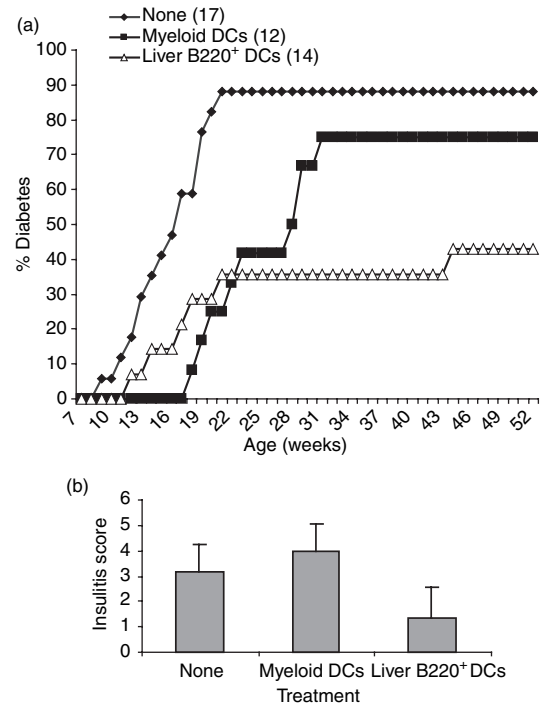 (a)
None (17)
Myeloid DCs (12)
Liver B220+ DCs (14)
100
90
80
70
60
50
40
30
20
10
0
% Diabetes
7 10 13 16 19 22 25 28 31 34 37 40 43 46 49 52
Age (weeks)
(b)
6
5
4
3
2
1
0
Insulitis score
None Myeloid DCs Liver B220+ DCs
Treatment